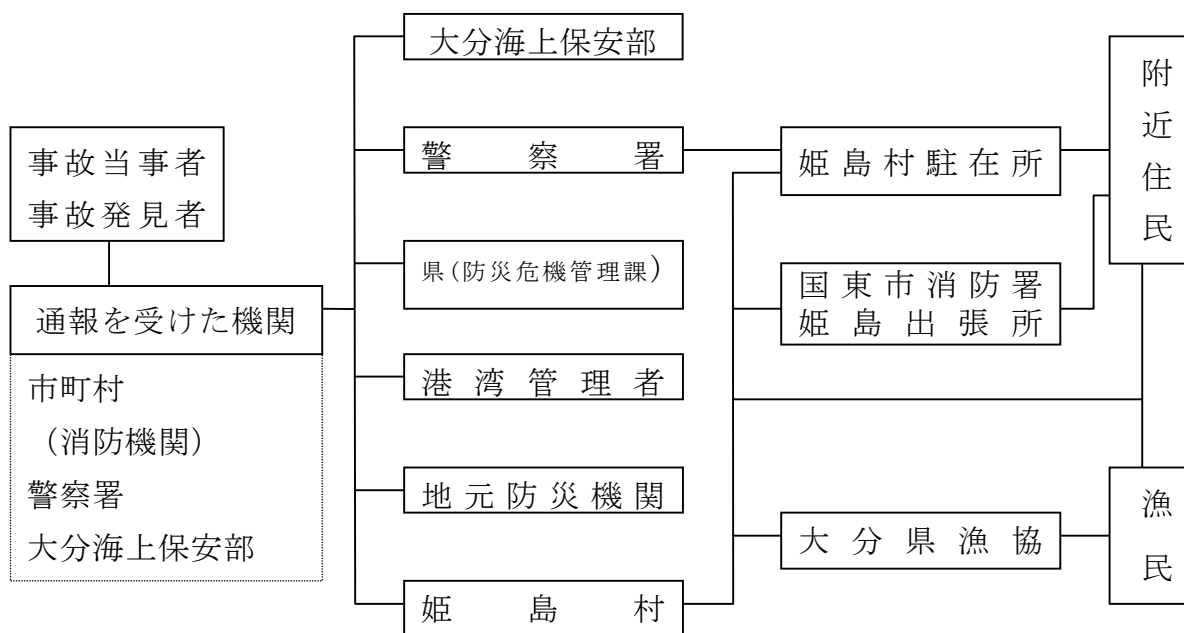 事故当事者
事故発見者
通報を受けた機関
市町村
（消防機関）
警察署
大分海上保安部
大分海上保安部
警察署
県（防災危機管理課）
港湾管理者
地元防災機関
姫島村
姫島村駐在所
国東市消防署
姫島出張所
大分県漁協
附近住民
漁民